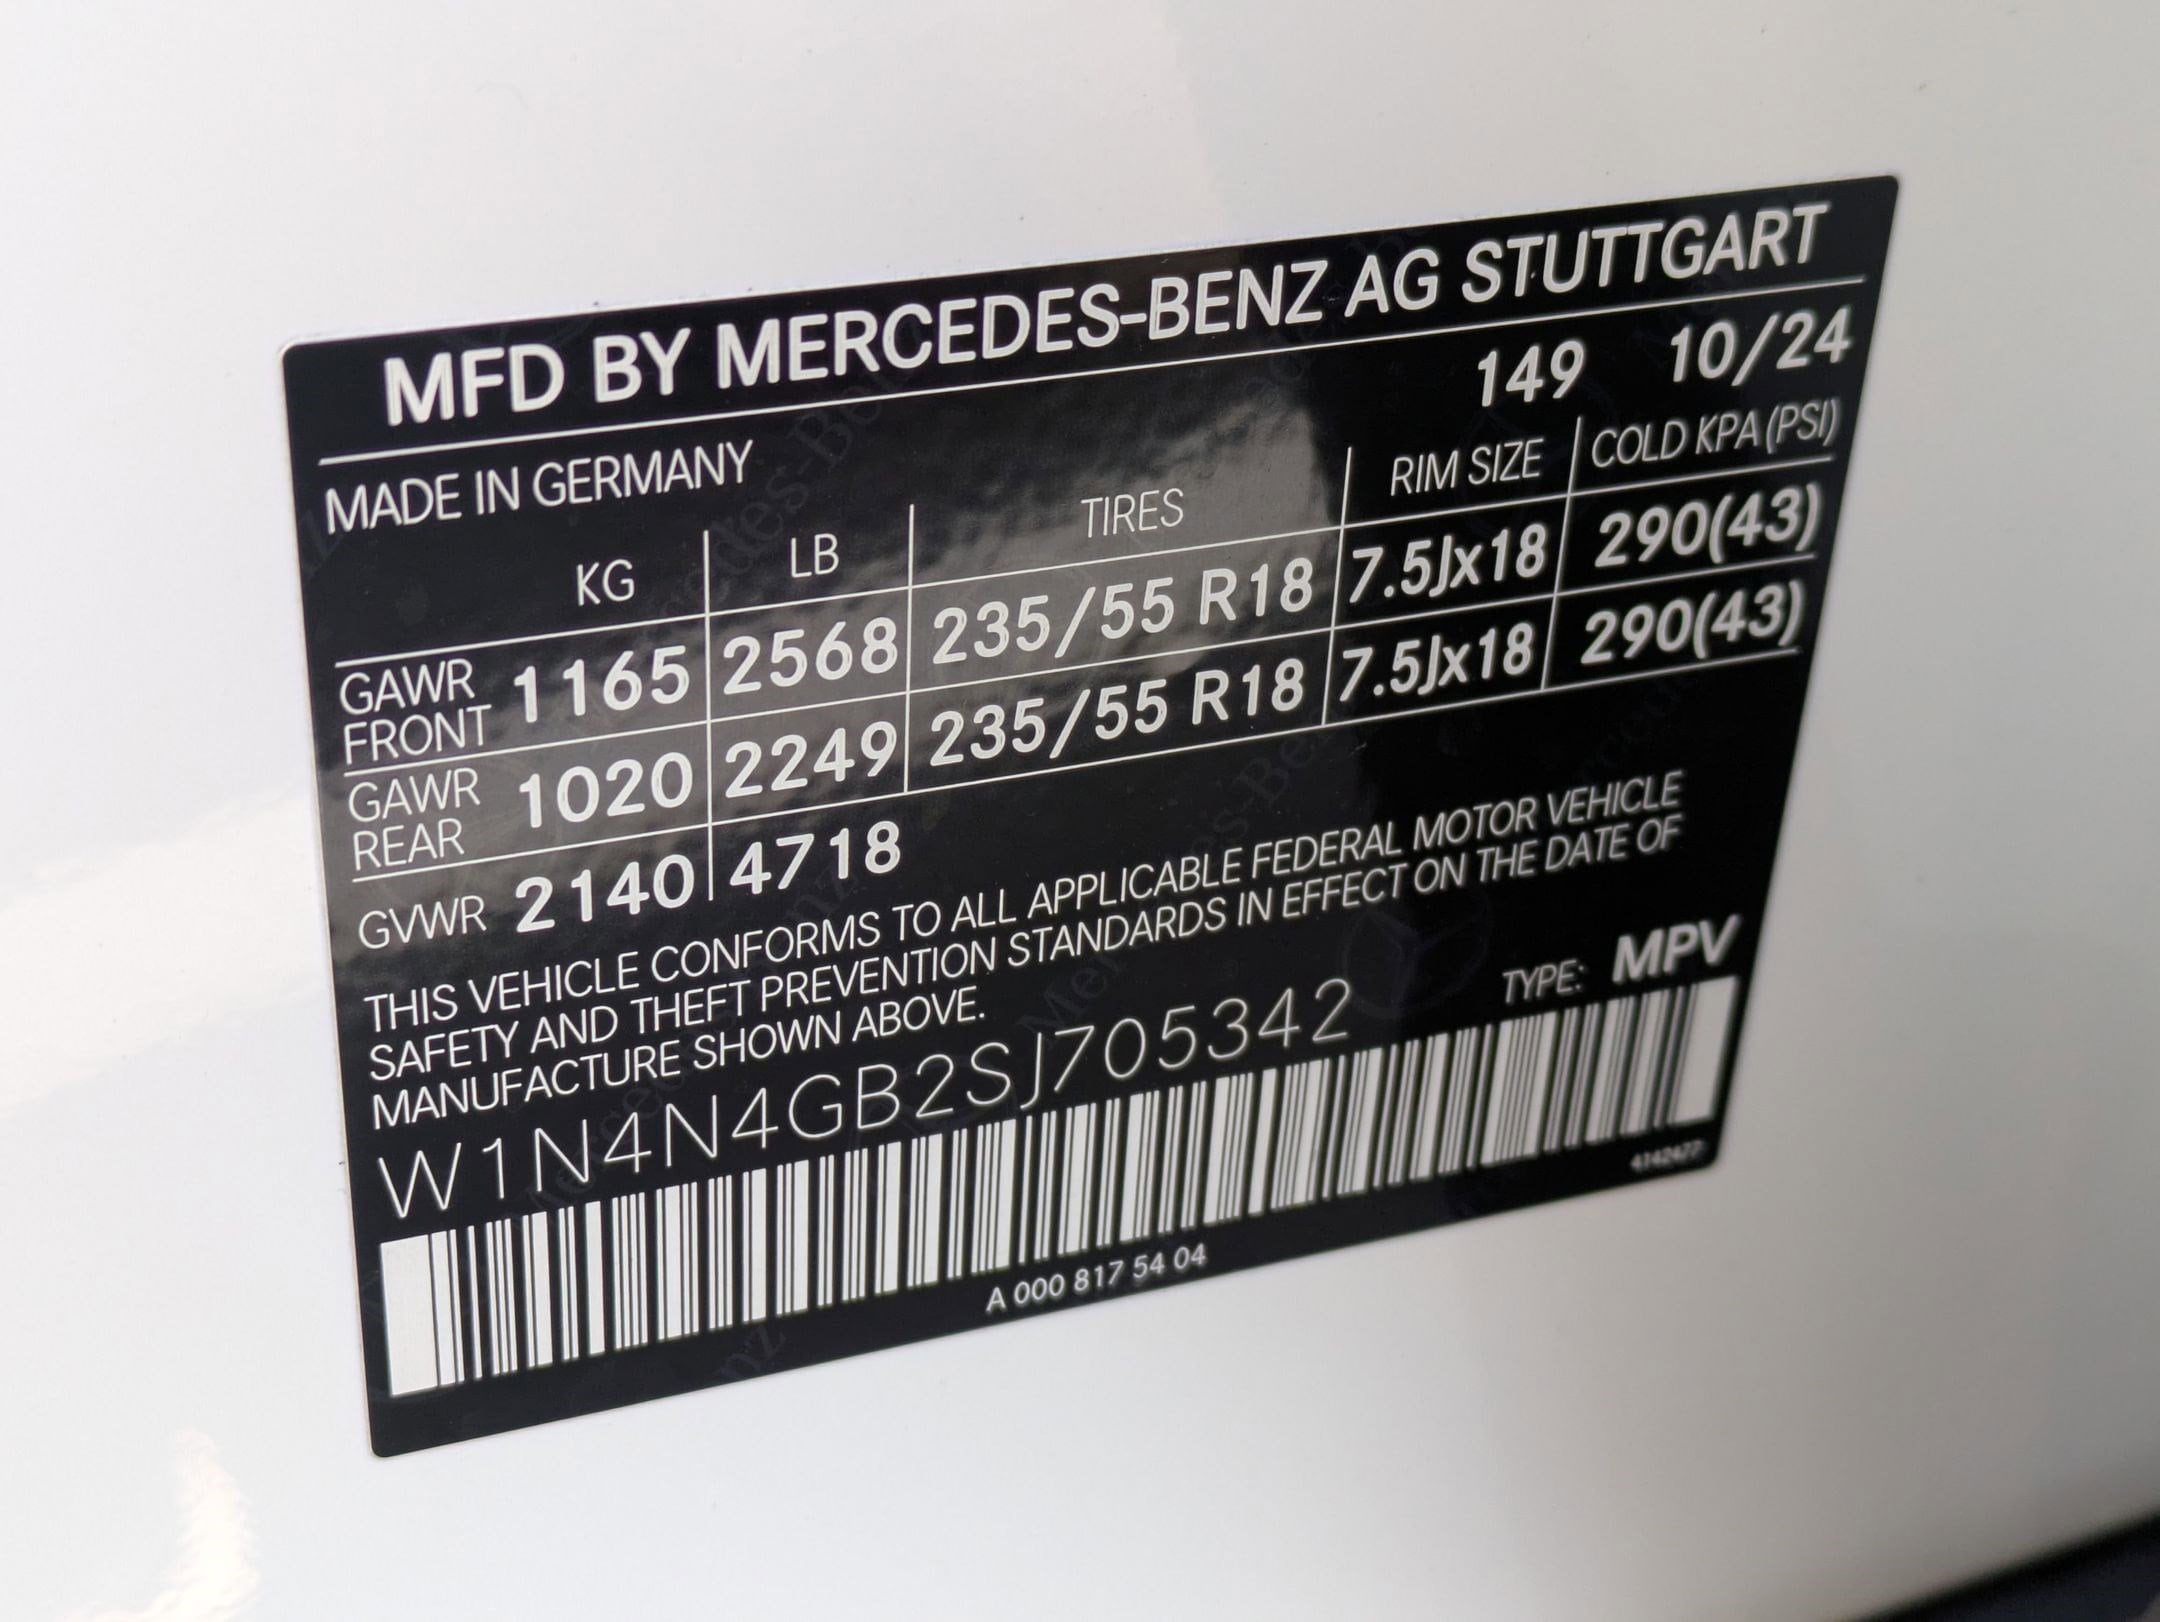 MFD BY MERCEDES-BENZ AG STUTTGART
MADE IN GERMANY 149 10/24
KG LB TIRES RIM SIZE COLD KPA (PSI)
GAWR FRONT 1165 2568 235/55 R18 7.5Jx18 290(43)
GAWR REAR 1020 2249 235/55 R18 7.5Jx18 290(43)
GVWR 2140 4718
THIS VEHICLE CONFORMS TO ALL APPLICABLE FEDERAL MOTOR VEHICLE
SAFETY AND THEFT PREVENTION STANDARDS IN EFFECT ON THE DATE OF
MANUFACTURE SHOWN ABOVE.
TYPE: MPV
W1N4N4GB2SJ705342
4142477
A 000 817 54 04